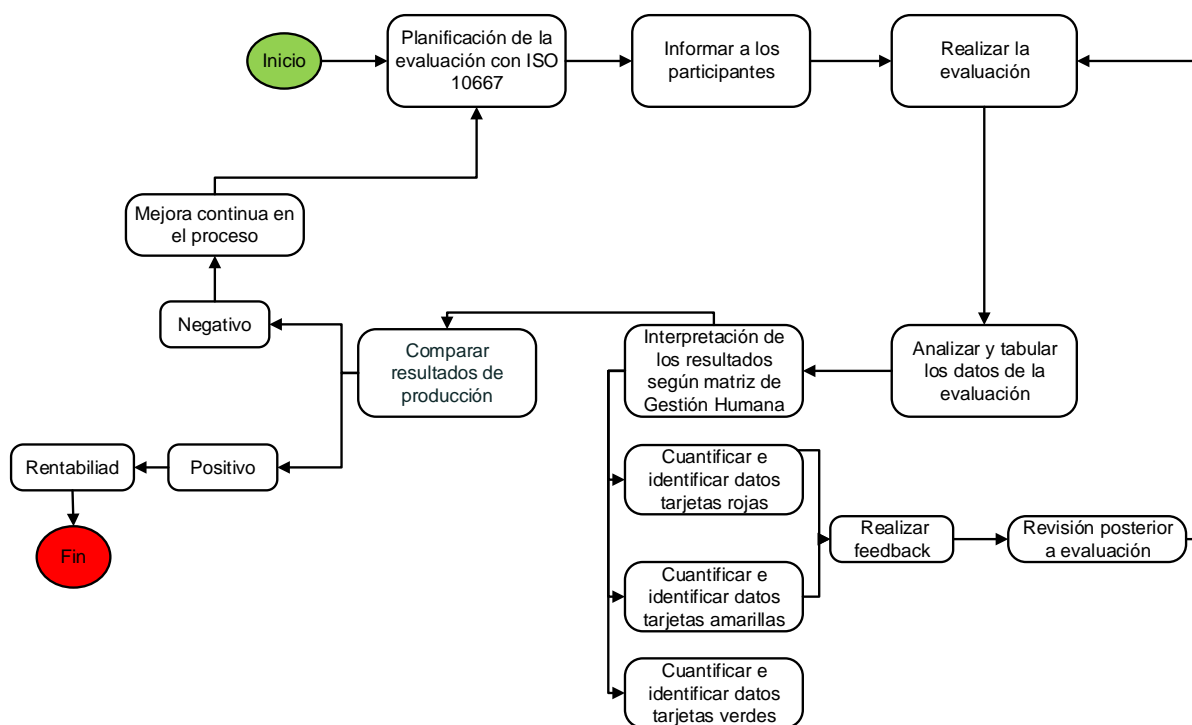 Inicio
Planificación de la
evaluación con ISO
10667
Informar a los
participantes
Realizar la
evaluación
Mejora continua en
el proceso
Negativo
Comparar
resultados de
producción
Interpretación de
los resultados
según matriz de
Gestión Humana
Analizar y tabular
los datos de la
evaluación
Rentabiliad
Positivo
Fin
Cuantificar e
identificar datos
tarjetas rojas
Realizar
feedback
Revisión posterior
a evaluación
Cuantificar e
identificar datos
tarjetas amarillas
Cuantificar e
identificar datos
tarjetas verdes